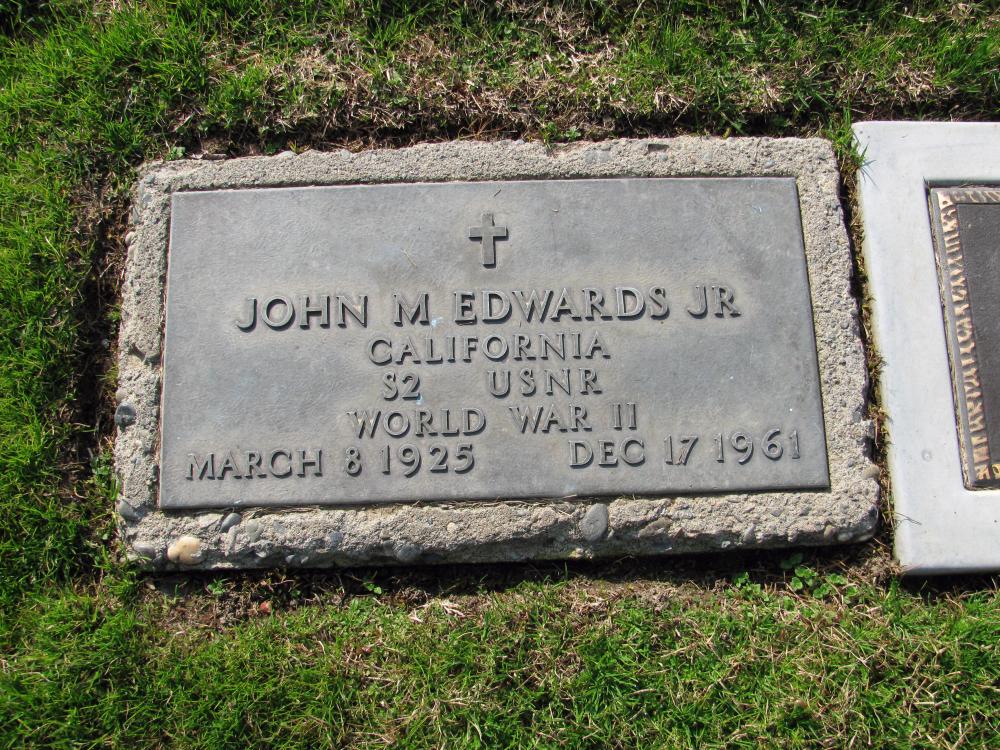 JOHN M EDWARDS JR
CALIFORNIA
S2 USNR
WORLD WAR II
MARCH 8 1925 DEC 17 1961